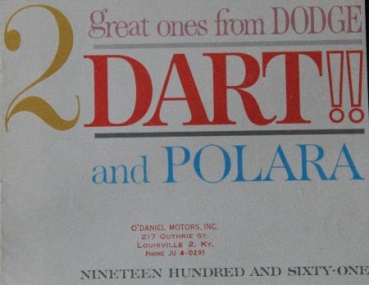 2 great ones from DODGE
DART!!
and POLARA
O'DANIEL MOTORS, INC.
217 GUTHRIE ST.
LOUISVILLE 2, KY.
PHONE JU 4-0291
NINETEEN HUNDRED AND SIXTY-ONE